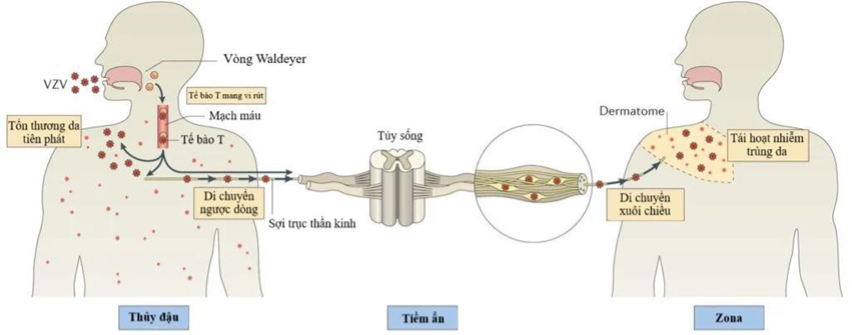 Vòng Waldeyer
VZV
Tế bào T mang vi rút
Mạch máu
Tế bào T
Tổn thương da
tiên phát
Di chuyển
ngược dòng
Sợi trục thần kinh
Thủy đậu
Tủy sống
Tiềm ẩn
Dermatome
Tái hoạt nhiễm
trùng da
Di chuyển
xuôi chiều
Zona